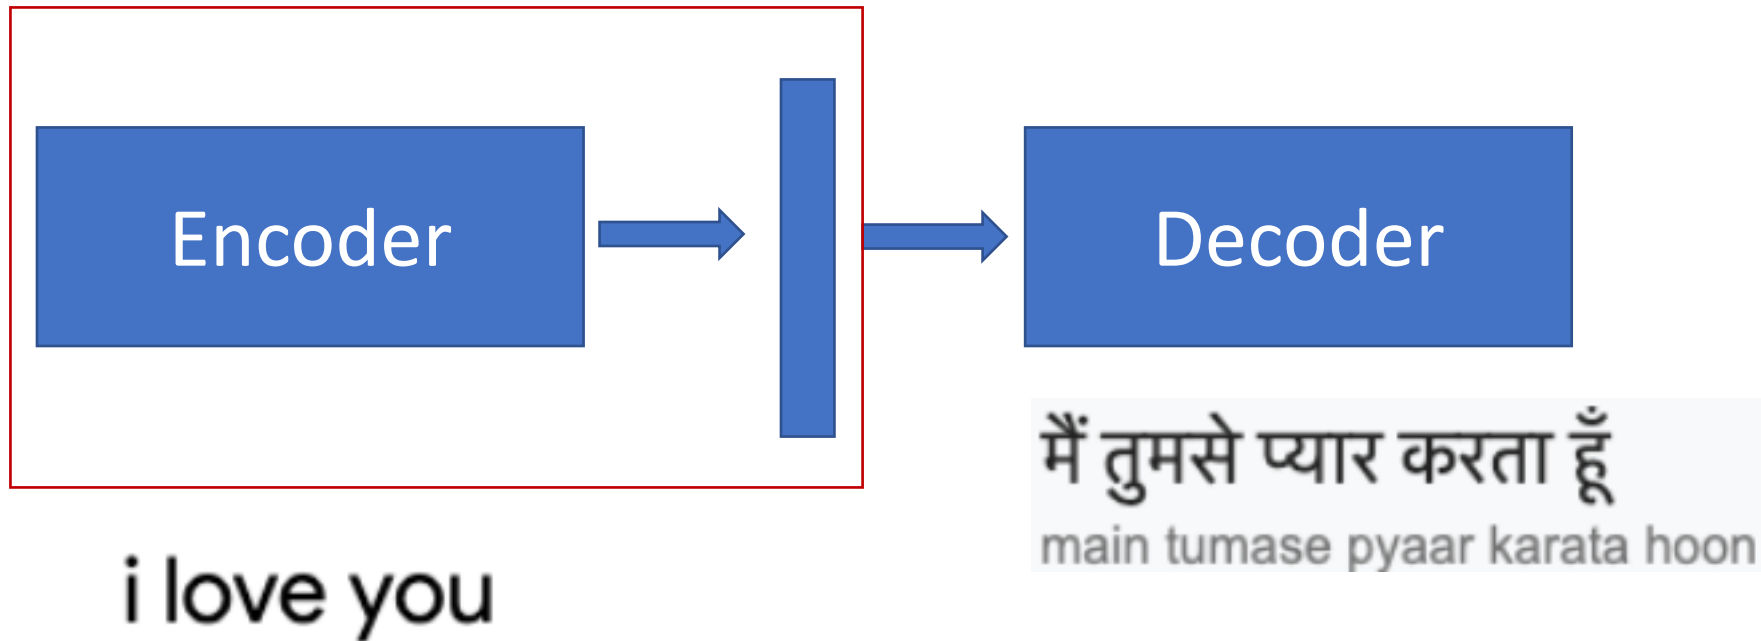 Encoder
Decoder
मैं तुमसे प्यार करता हूँ
main tumase pyaar karata hoon
i love you